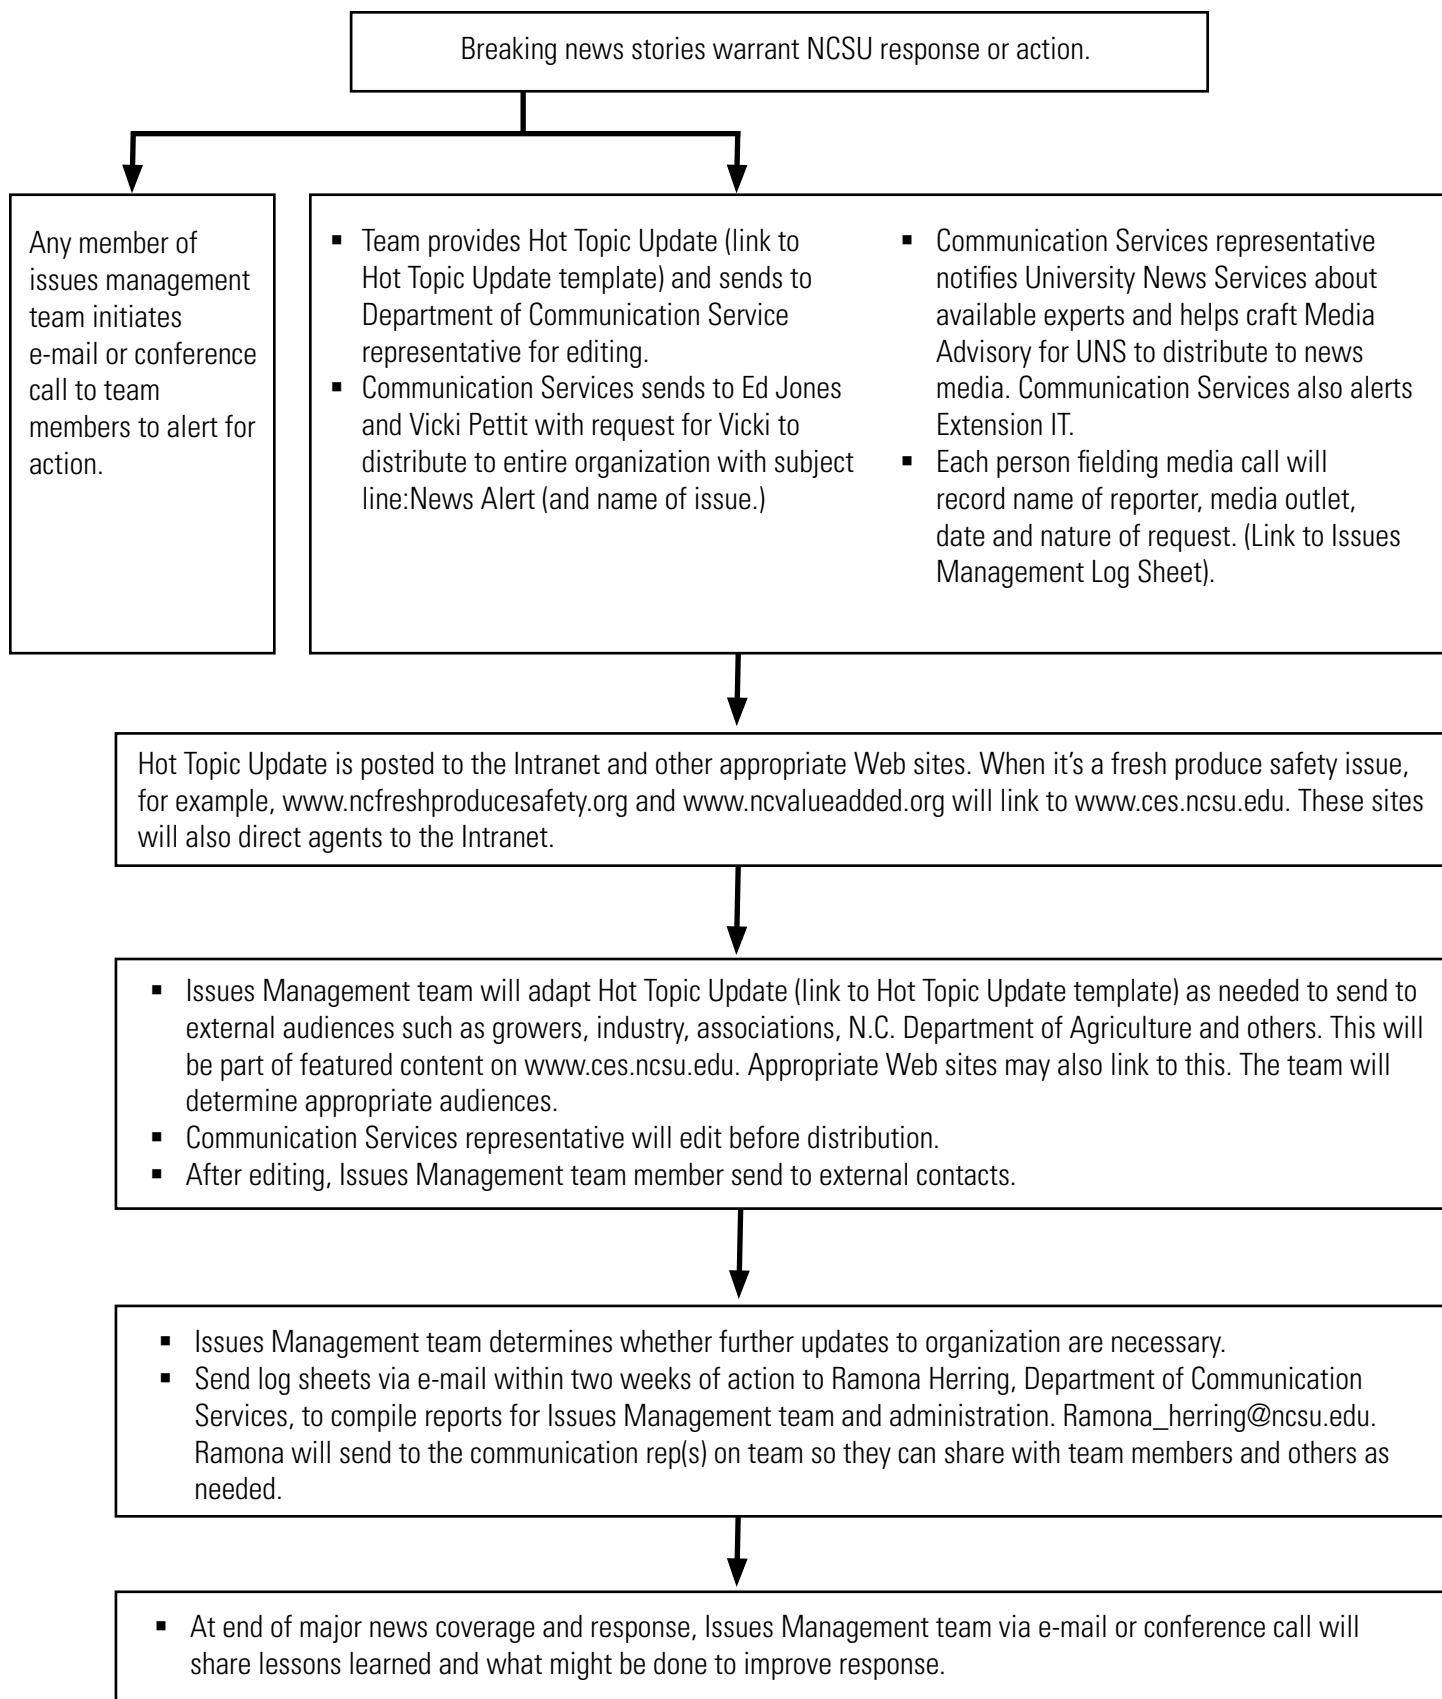 Breaking news stories warrant NCSU response or action.
Any member of
issues management
team initiates
e-mail or conference
call to team
members to alert for
action.
▪ Team provides Hot Topic Update (link to
Hot Topic Update template) and sends to
Department of Communication Service
representative for editing.
▪ Communication Services sends to Ed Jones
and Vicki Pettit with request for Vicki to
distribute to entire organization with subject
line:News Alert (and name of issue.)
▪ Communication Services representative
notifies University News Services about
available experts and helps craft Media
Advisory for UNS to distribute to news
media. Communication Services also alerts
Extension IT.
▪ Each person fielding media call will
record name of reporter, media outlet,
date and nature of request. (Link to Issues
Management Log Sheet).
Hot Topic Update is posted to the Intranet and other appropriate Web sites. When it’s a fresh produce safety issue,
for example, www.ncfreshproducesafety.org and www.ncvalueadded.org will link to www.ces.ncsu.edu. These sites
will also direct agents to the Intranet.
▪ Issues Management team will adapt Hot Topic Update (link to Hot Topic Update template) as needed to send to
external audiences such as growers, industry, associations, N.C. Department of Agriculture and others. This will
be part of featured content on www.ces.ncsu.edu. Appropriate Web sites may also link to this. The team will
determine appropriate audiences.
▪ Communication Services representative will edit before distribution.
▪ After editing, Issues Management team member send to external contacts.
▪ Issues Management team determines whether further updates to organization are necessary.
▪ Send log sheets via e-mail within two weeks of action to Ramona Herring, Department of Communication
Services, to compile reports for Issues Management team and administration. Ramona_herring@ncsu.edu.
Ramona will send to the communication rep(s) on team so they can share with team members and others as
needed.
▪ At end of major news coverage and response, Issues Management team via e-mail or conference call will
share lessons learned and what might be done to improve response.